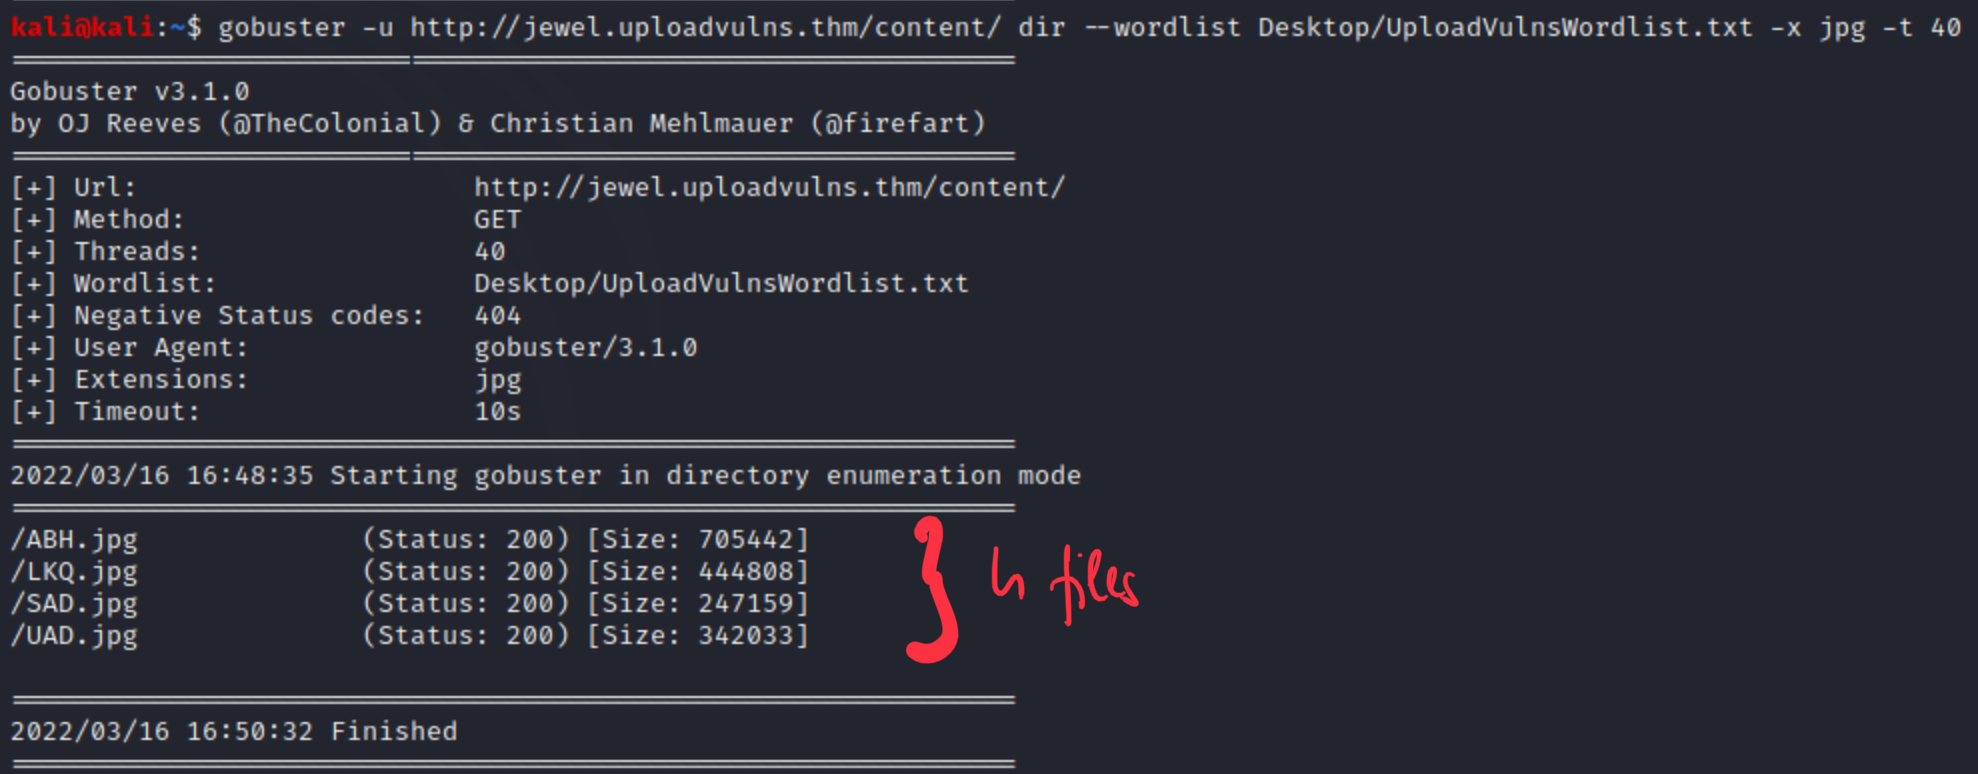 kali@kali:~$ gobuster -u http://jewel.uploadvulns.thm/content/ dir --wordlist Desktop/UploadVulnsWordlist.txt -x jpg -t 40
===============================================================
Gobuster v3.1.0
by OJ Reeves (@TheColonial) & Christian Mehlmauer (@firefart)
===============================================================
[+] Url:                     http://jewel.uploadvulns.thm/content/
[+] Method:                  GET
[+] Threads:                 40
[+] Wordlist:                Desktop/UploadVulnsWordlist.txt
[+] Negative Status codes:   404
[+] User Agent:              gobuster/3.1.0
[+] Extensions:              jpg
[+] Timeout:                 10s
===============================================================
2022/03/16 16:48:35 Starting gobuster in directory enumeration mode
===============================================================
/ABH.jpg              (Status: 200) [Size: 705442]
/LKQ.jpg              (Status: 200) [Size: 444808]
/SAD.jpg              (Status: 200) [Size: 247159]
/UAD.jpg              (Status: 200) [Size: 342033]
4 files
===============================================================
2022/03/16 16:50:32 Finished
===============================================================